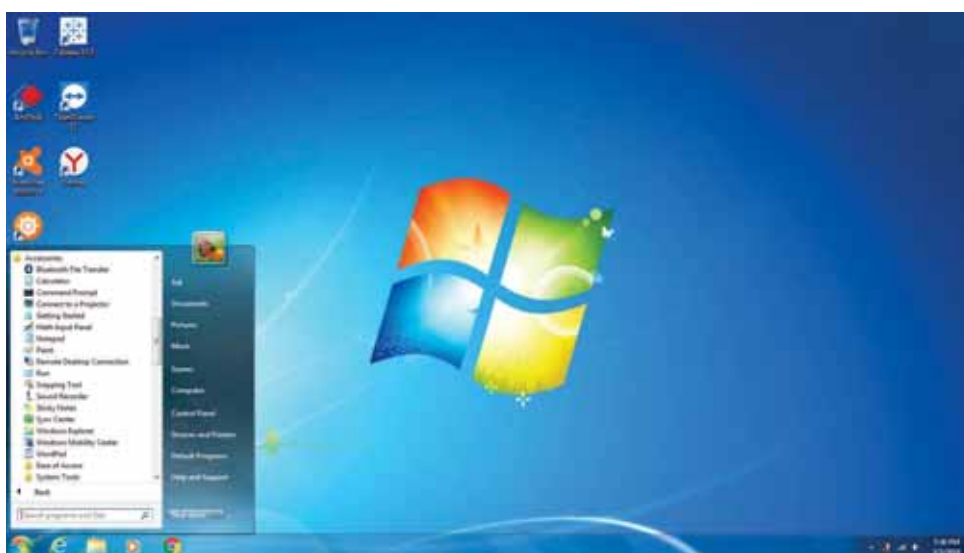 Accessories
Bluetooth File Transfer
Calculator
Command Prompt
Connect to a Projector
Getting Started
Math Input Panel
Notepad
Paint
Remote Desktop Connection
Run
Snipping Tool
Sound Recorder
Sticky Notes
Sync Center
Windows Explorer
Windows Mobility Center
WordPad
Ease of Access
System Tools
Back
Search programs and files
Documents
Pictures
Music
Games
Computer
Control Panel
Devices and Printers
Default Programs
Help and Support